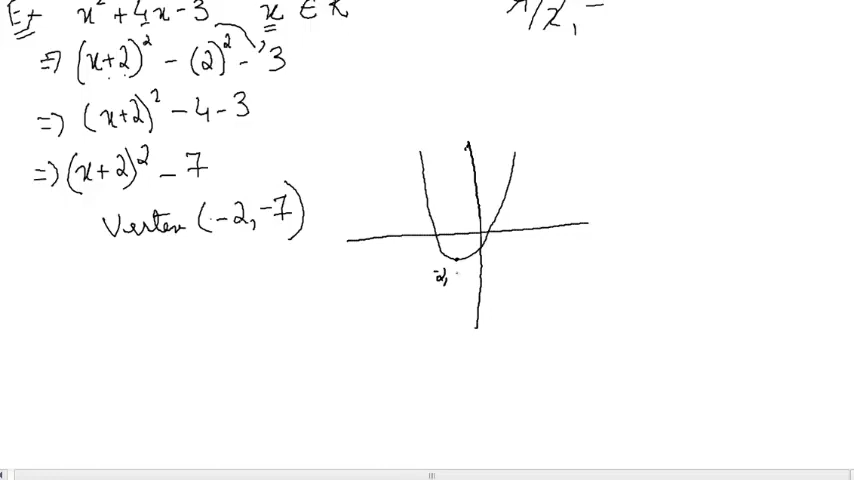 Ex x² + 4x - 3 x ∈ R
⇒ (x+2)² - (2)² - 3
⇒ (x+2)² - 4 - 3
⇒ (x+2)² - 7
Vertex (-2, -7)
-2,